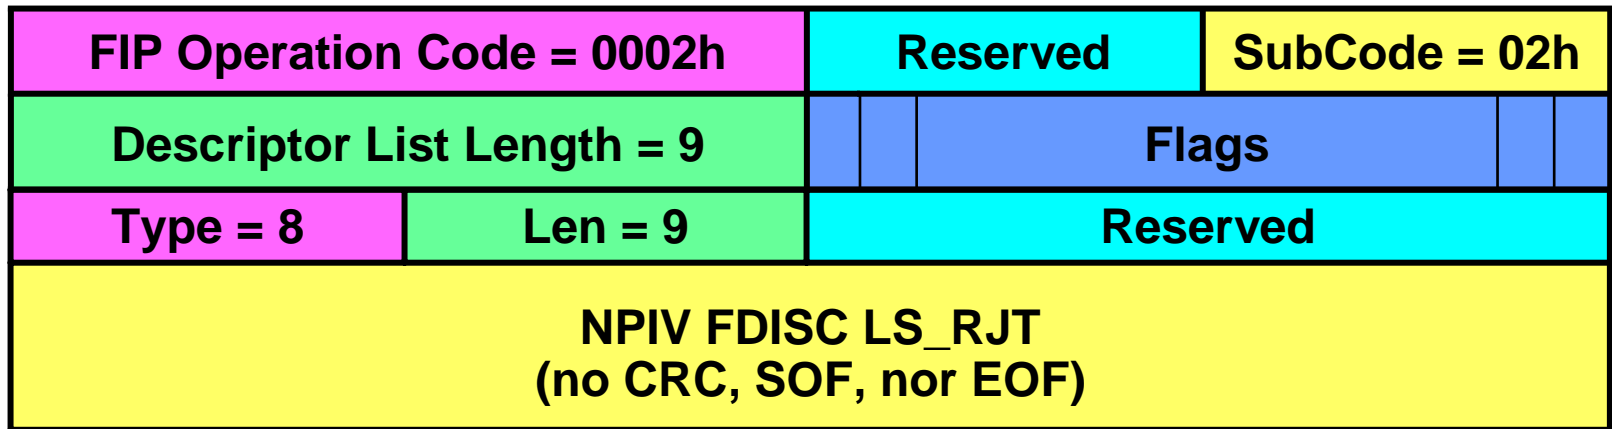 FIP Operation Code = 0002h Reserved SubCode = 02h
Descriptor List Length = 9 Flags
Type = 8 Len = 9 Reserved
NPIV FDISC LS_RJT
(no CRC, SOF, nor EOF)